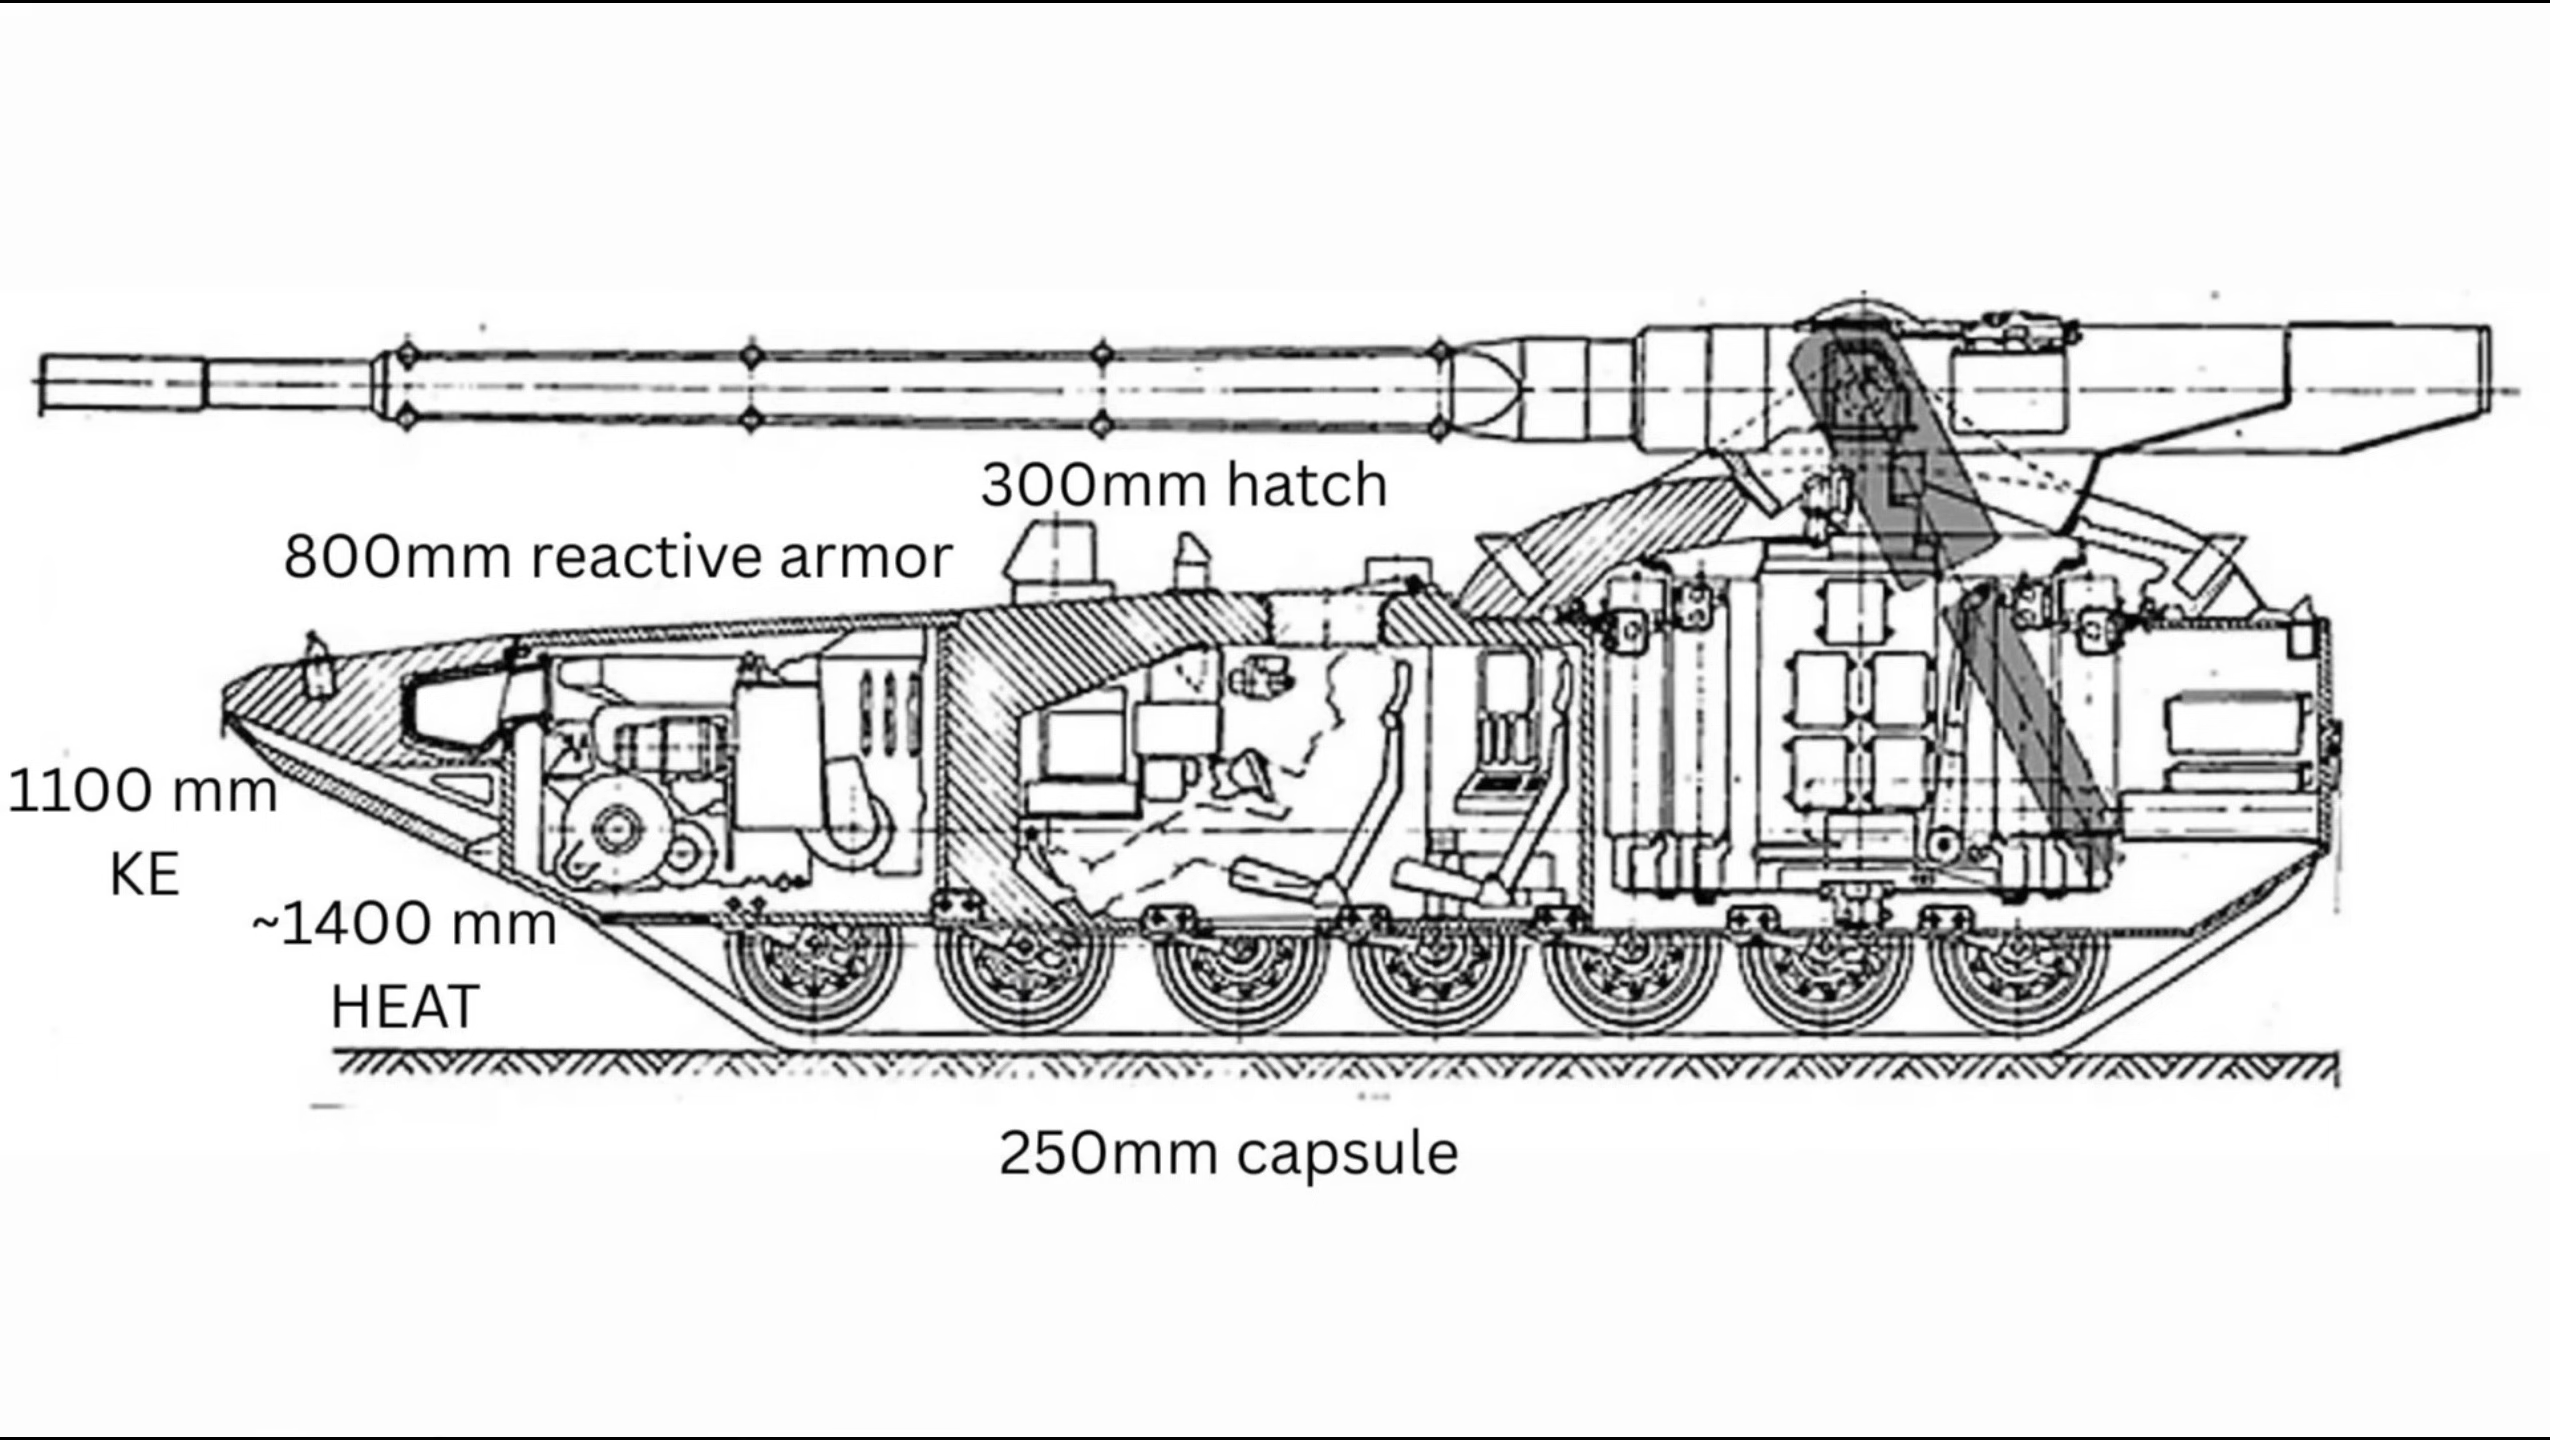 300mm hatch
800mm reactive armor
1100 mm
KE
~1400 mm
HEAT
250mm capsule